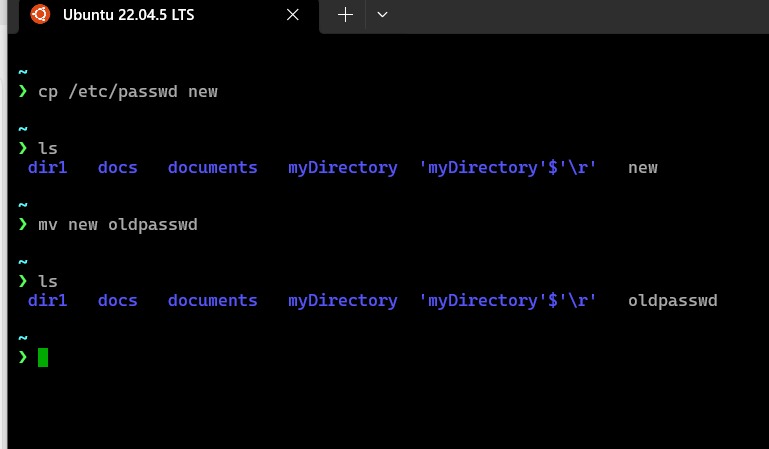 Ubuntu 22.04.5 LTS
~
❯ cp /etc/passwd new
~
❯ ls
dir1   docs   documents   myDirectory  'myDirectory'$'\r'   new
~
❯ mv new oldpasswd
~
❯ ls
dir1   docs   documents   myDirectory  'myDirectory'$'\r'   oldpasswd
~
❯